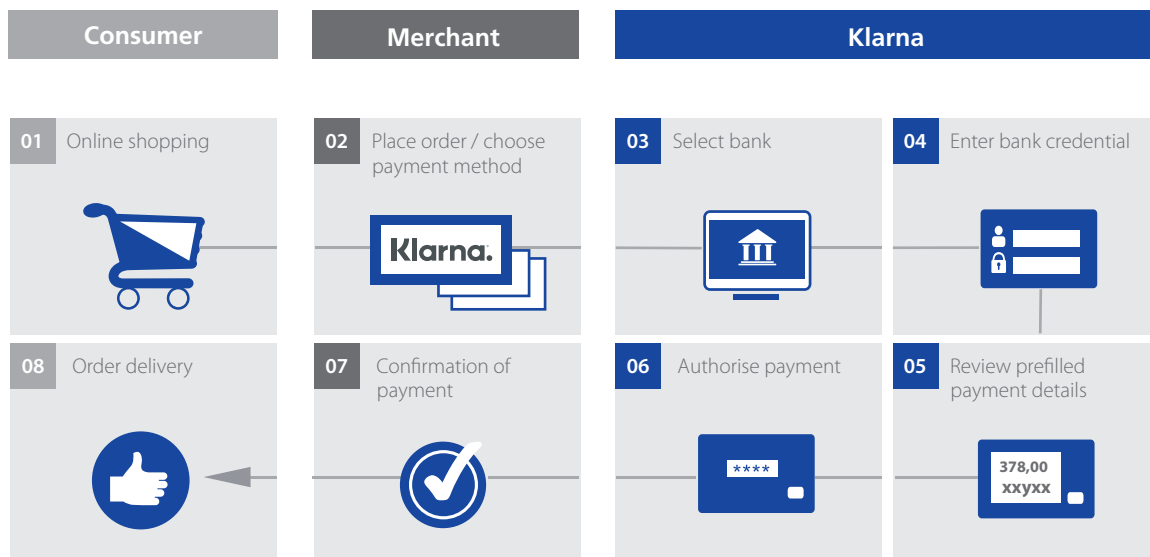 Consumer
Merchant
Klarna
01 Online shopping
02 Place order / choose
payment method
03 Select bank
04 Enter bank credential
Klarna.
08 Order delivery
07 Confirmation of
payment
06 Authorise payment
05 Review prefilled
payment details
****
378,00
xxyxx